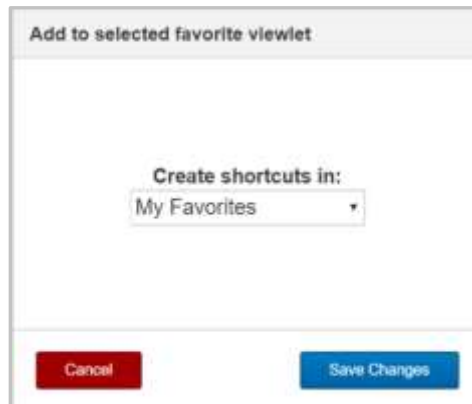 Add to selected favorite viewlet
Create shortcuts in:
My Favorites
Cancel
Save Changes